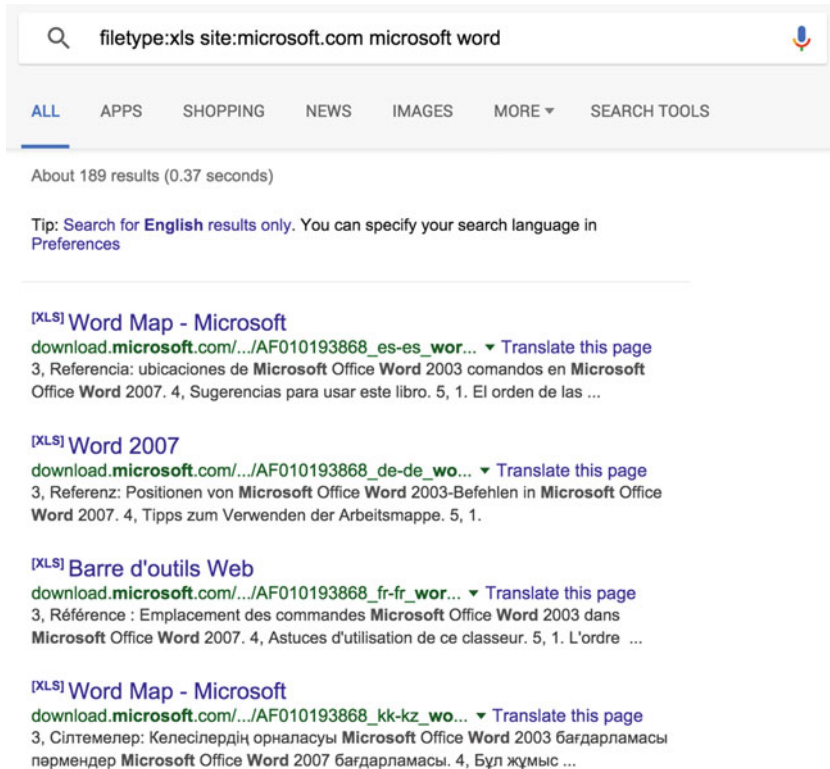 filetype:xls site:microsoft.com microsoft word
ALL APPS SHOPPING NEWS IMAGES MORE SEARCH TOOLS
About 189 results (0.37 seconds)
Tip: Search for English results only. You can specify your search language in
Preferences
[XLS] Word Map - Microsoft
download.microsoft.com/.../AF010193868_es-es_wor... Translate this page
3, Referencia: ubicaciones de Microsoft Office Word 2003 comandos en Microsoft
Office Word 2007. 4, Sugerencias para usar este libro. 5, 1. El orden de las ...
[XLS] Word 2007
download.microsoft.com/.../AF010193868_de-de_wo... Translate this page
3, Referenz: Positionen von Microsoft Office Word 2003-Befehlen in Microsoft Office
Word 2007. 4, Tipps zum Verwenden der Arbeitsmappe. 5, 1.
[XLS] Barre d'outils Web
download.microsoft.com/.../AF010193868_fr-fr_wor... Translate this page
3, Référence : Emplacement des commandes Microsoft Office Word 2003 dans
Microsoft Office Word 2007. 4, Astuces d'utilisation de ce classeur. 5, 1. L'ordre ...
[XLS] Word Map - Microsoft
download.microsoft.com/.../AF010193868_kk-kz_wo... Translate this page
3, Сілтемелер: Келесілердің орналасуы Microsoft Office Word 2003 бағдарламасы
пәрмендер Microsoft Office Word 2007 бағдарламасы. 4, Бұл жұмыс ...